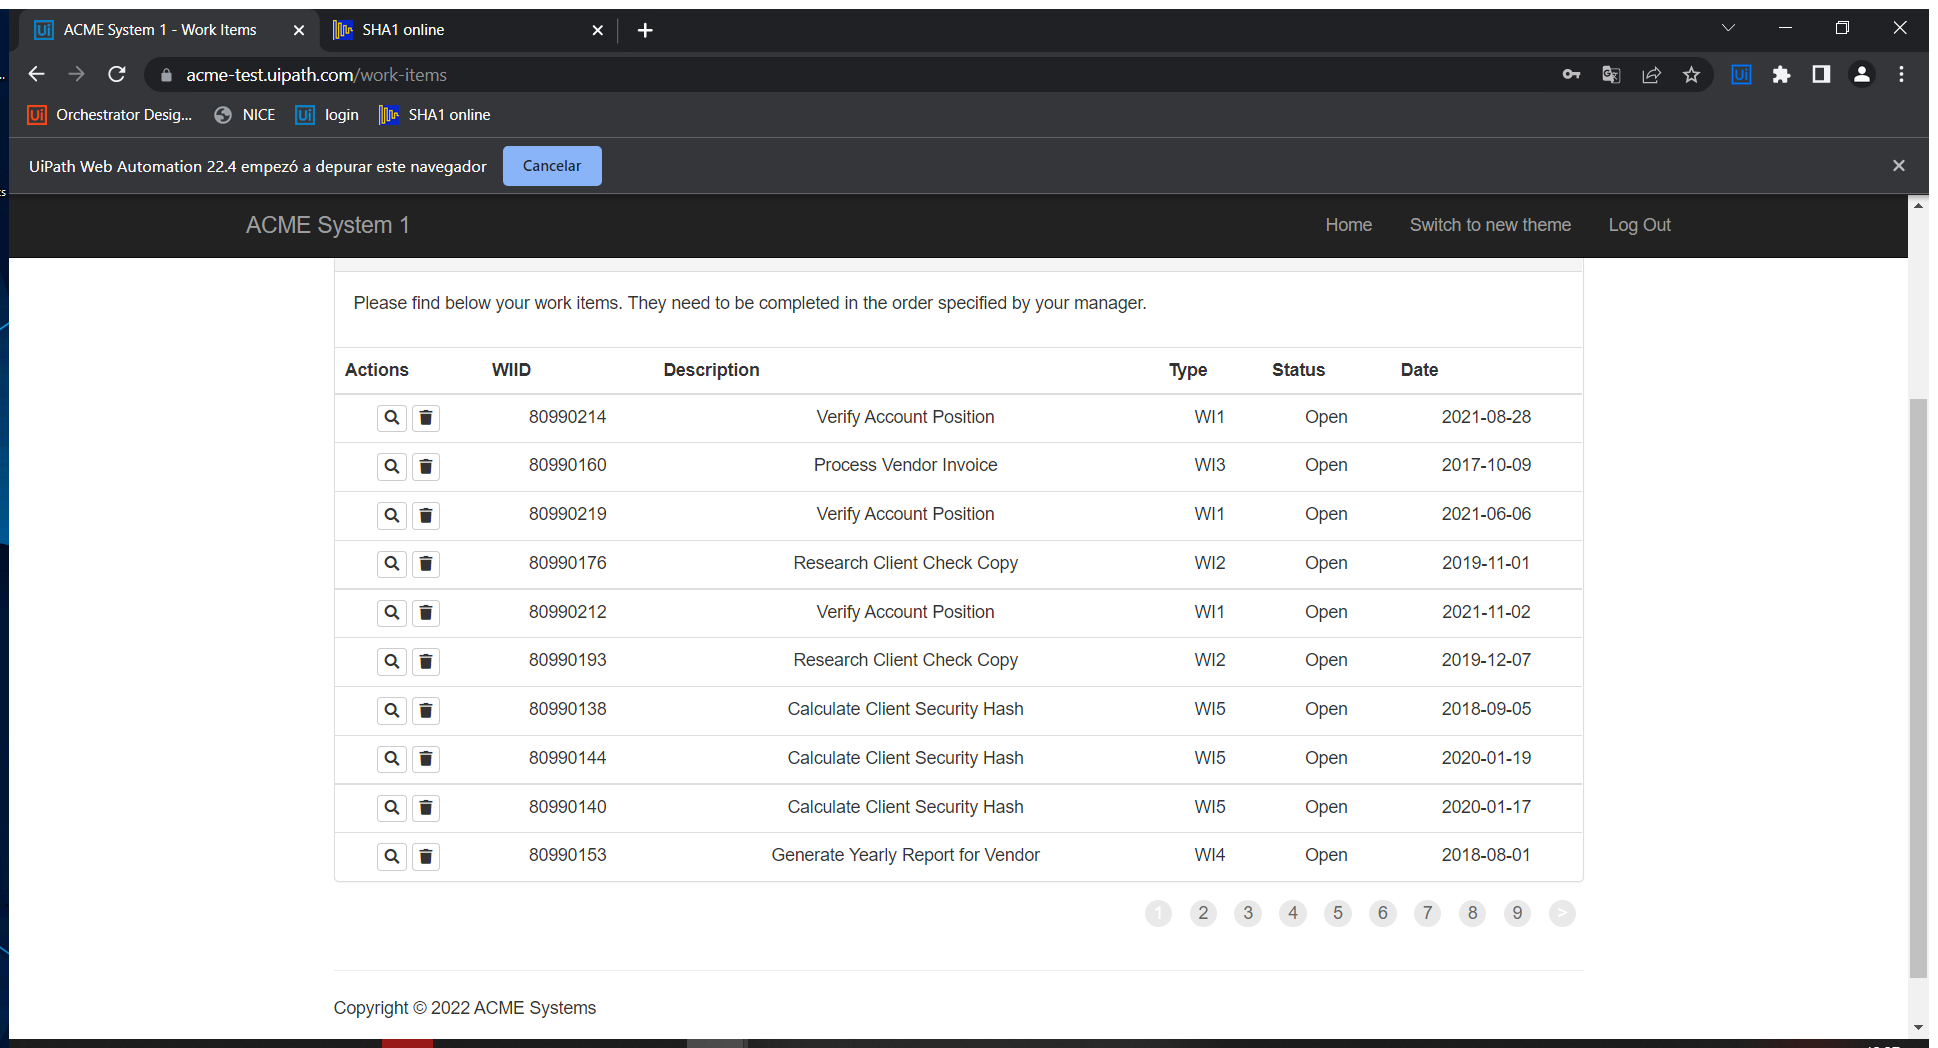 ACME System 1 - Work Items
SHA1 online
acme-test.uipath.com/work-items
Orchestrator Desig...
NICE
login
SHA1 online
UiPath Web Automation 22.4 empezó a depurar este navegador
Cancelar
ACME System 1
Home
Switch to new theme
Log Out
Please find below your work items. They need to be completed in the order specified by your manager.
Actions WIID Description Type Status Date
80990214 Verify Account Position WI1 Open 2021-08-28
80990160 Process Vendor Invoice WI3 Open 2017-10-09
80990219 Verify Account Position WI1 Open 2021-06-06
80990176 Research Client Check Copy WI2 Open 2019-11-01
80990212 Verify Account Position WI1 Open 2021-11-02
80990193 Research Client Check Copy WI2 Open 2019-12-07
80990138 Calculate Client Security Hash WI5 Open 2018-09-05
80990144 Calculate Client Security Hash WI5 Open 2020-01-19
80990140 Calculate Client Security Hash WI5 Open 2020-01-17
80990153 Generate Yearly Report for Vendor WI4 Open 2018-08-01
1 2 3 4 5 6 7 8 9 >
Copyright © 2022 ACME Systems